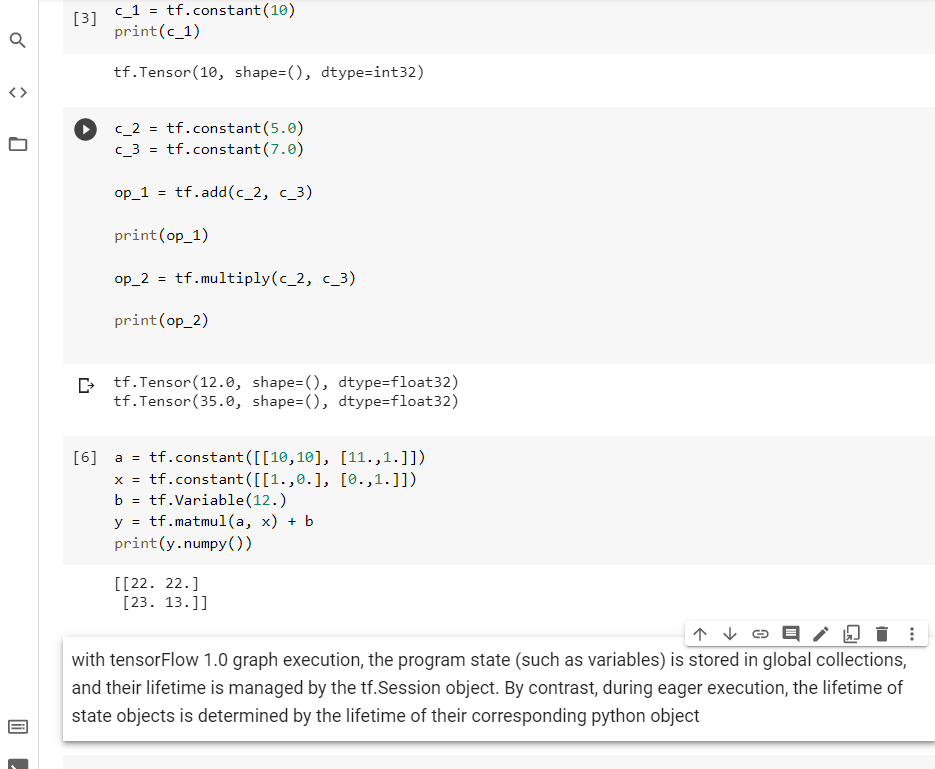 [3]
c_1 = tf.constant(10)
print(c_1)
tf.Tensor(10, shape=(), dtype=int32)
c_2 = tf.constant(5.0)
c_3 = tf.constant(7.0)
op_1 = tf.add(c_2, c_3)
print(op_1)
op_2 = tf.multiply(c_2, c_3)
print(op_2)
tf.Tensor(12.0, shape=(), dtype=float32)
tf.Tensor(35.0, shape=(), dtype=float32)
[6] a = tf.constant([[10,10], [11.,1.]])
x = tf.constant([[1.,0.], [0.,1.]])
b = tf.Variable(12.)
y = tf.matmul(a, x) + b
print(y.numpy())
[[22. 22.]
[23. 13.]]
with tensorFlow 1.0 graph execution, the program state (such as variables) is stored in global collections,
and their lifetime is managed by the tf.Session object. By contrast, during eager execution, the lifetime of
state objects is determined by the lifetime of their corresponding python object